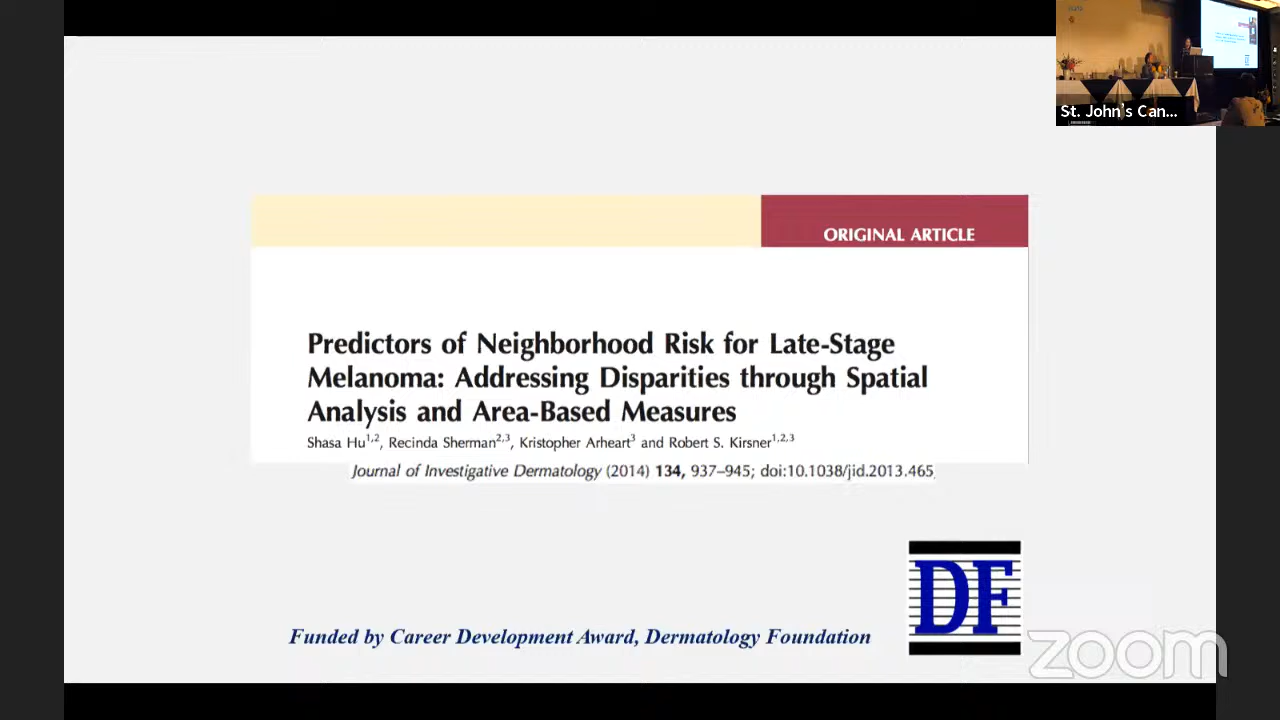 St. John's Can...
ORIGINAL ARTICLE
Predictors of Neighborhood Risk for Late-Stage
Melanoma: Addressing Disparities through Spatial
Analysis and Area-Based Measures
Shasa Hu1,2, Recinda Sherman2,3, Kristopher Arheart3 and Robert S. Kirsner1,2,3
Journal of Investigative Dermatology (2014) 134, 937–945; doi:10.1038/jid.2013.465
DF
Funded by Career Development Award, Dermatology Foundation
zoom